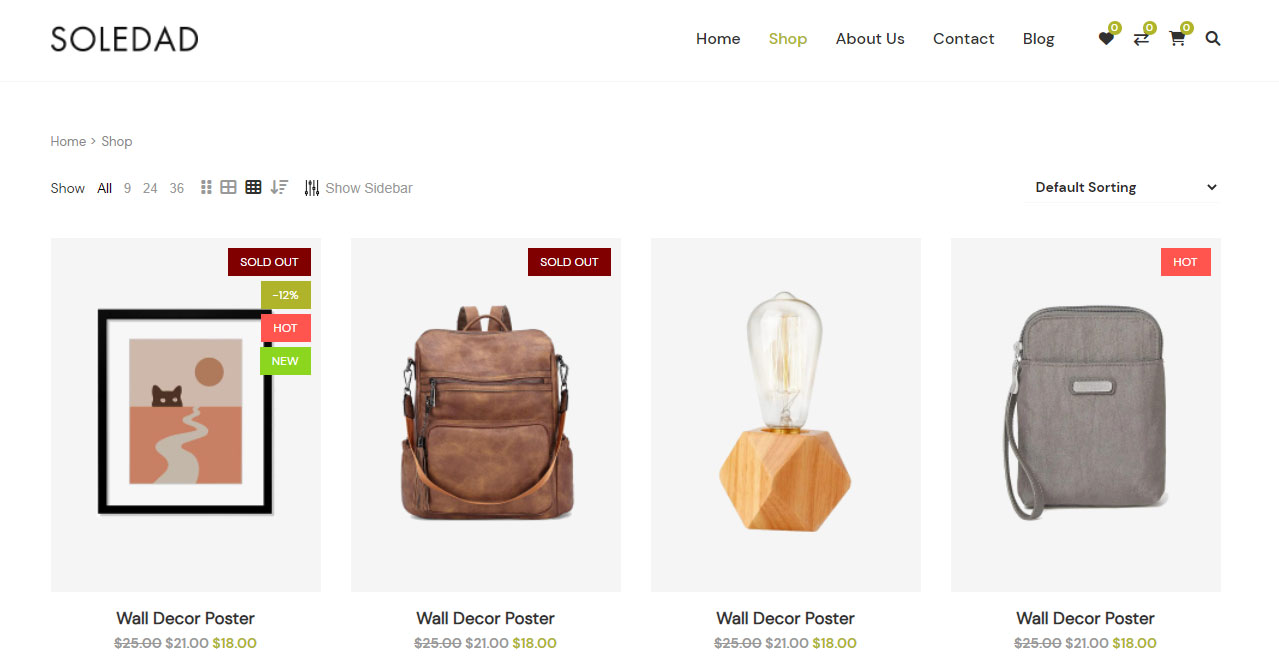 SOLEDAD
Home Shop About Us Contact Blog 0 0 0
Home > Shop
Show All 9 24 36 Show Sidebar Default Sorting
SOLD OUT
-12%
HOT
NEW
SOLD OUT
HOT
Wall Decor Poster
$25.00 $21.00 $18.00
Wall Decor Poster
$25.00 $21.00 $18.00
Wall Decor Poster
$25.00 $21.00 $18.00
Wall Decor Poster
$25.00 $21.00 $18.00